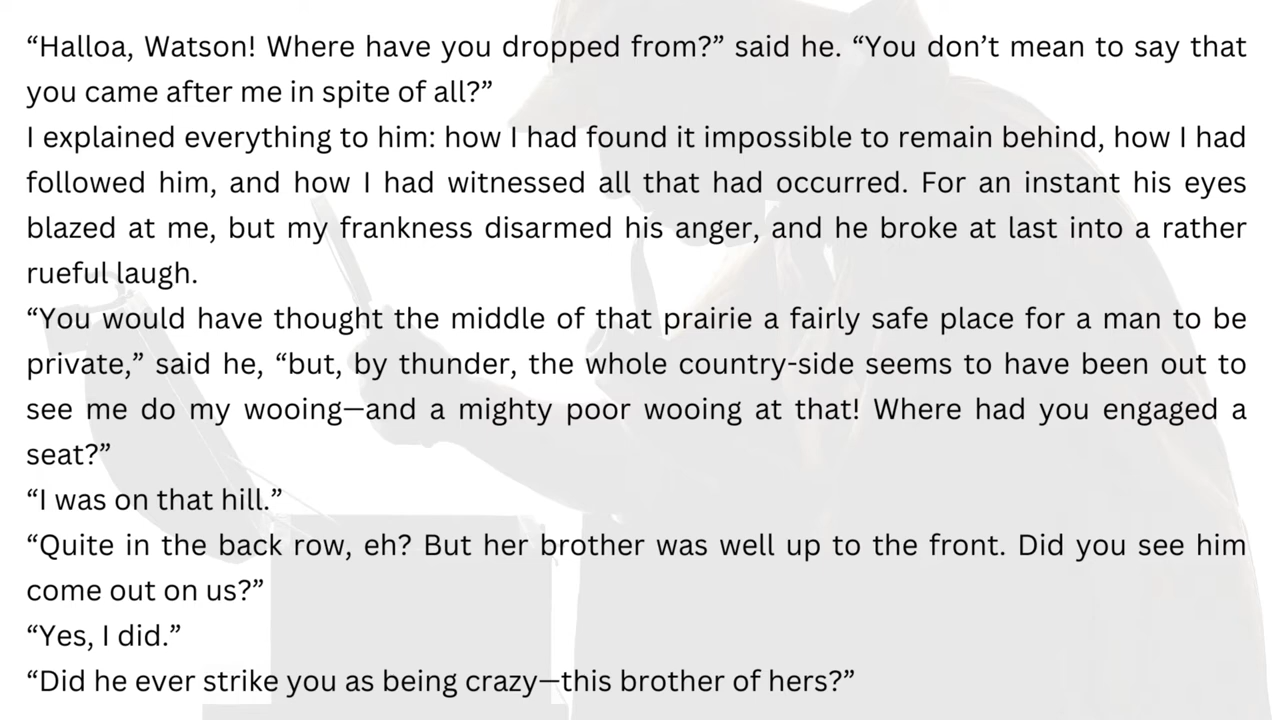 “Halloa, Watson! Where have you dropped from?” said he. “You don’t mean to say that
you came after me in spite of all?”
I explained everything to him: how I had found it impossible to remain behind, how I had
followed him, and how I had witnessed all that had occurred. For an instant his eyes
blazed at me, but my frankness disarmed his anger, and he broke at last into a rather
rueful laugh.
“You would have thought the middle of that prairie a fairly safe place for a man to be
private,” said he, “but, by thunder, the whole country-side seems to have been out to
see me do my wooing—and a mighty poor wooing at that! Where had you engaged a
seat?”
“I was on that hill.”
“Quite in the back row, eh? But her brother was well up to the front. Did you see him
come out on us?”
“Yes, I did.”
“Did he ever strike you as being crazy—this brother of hers?”